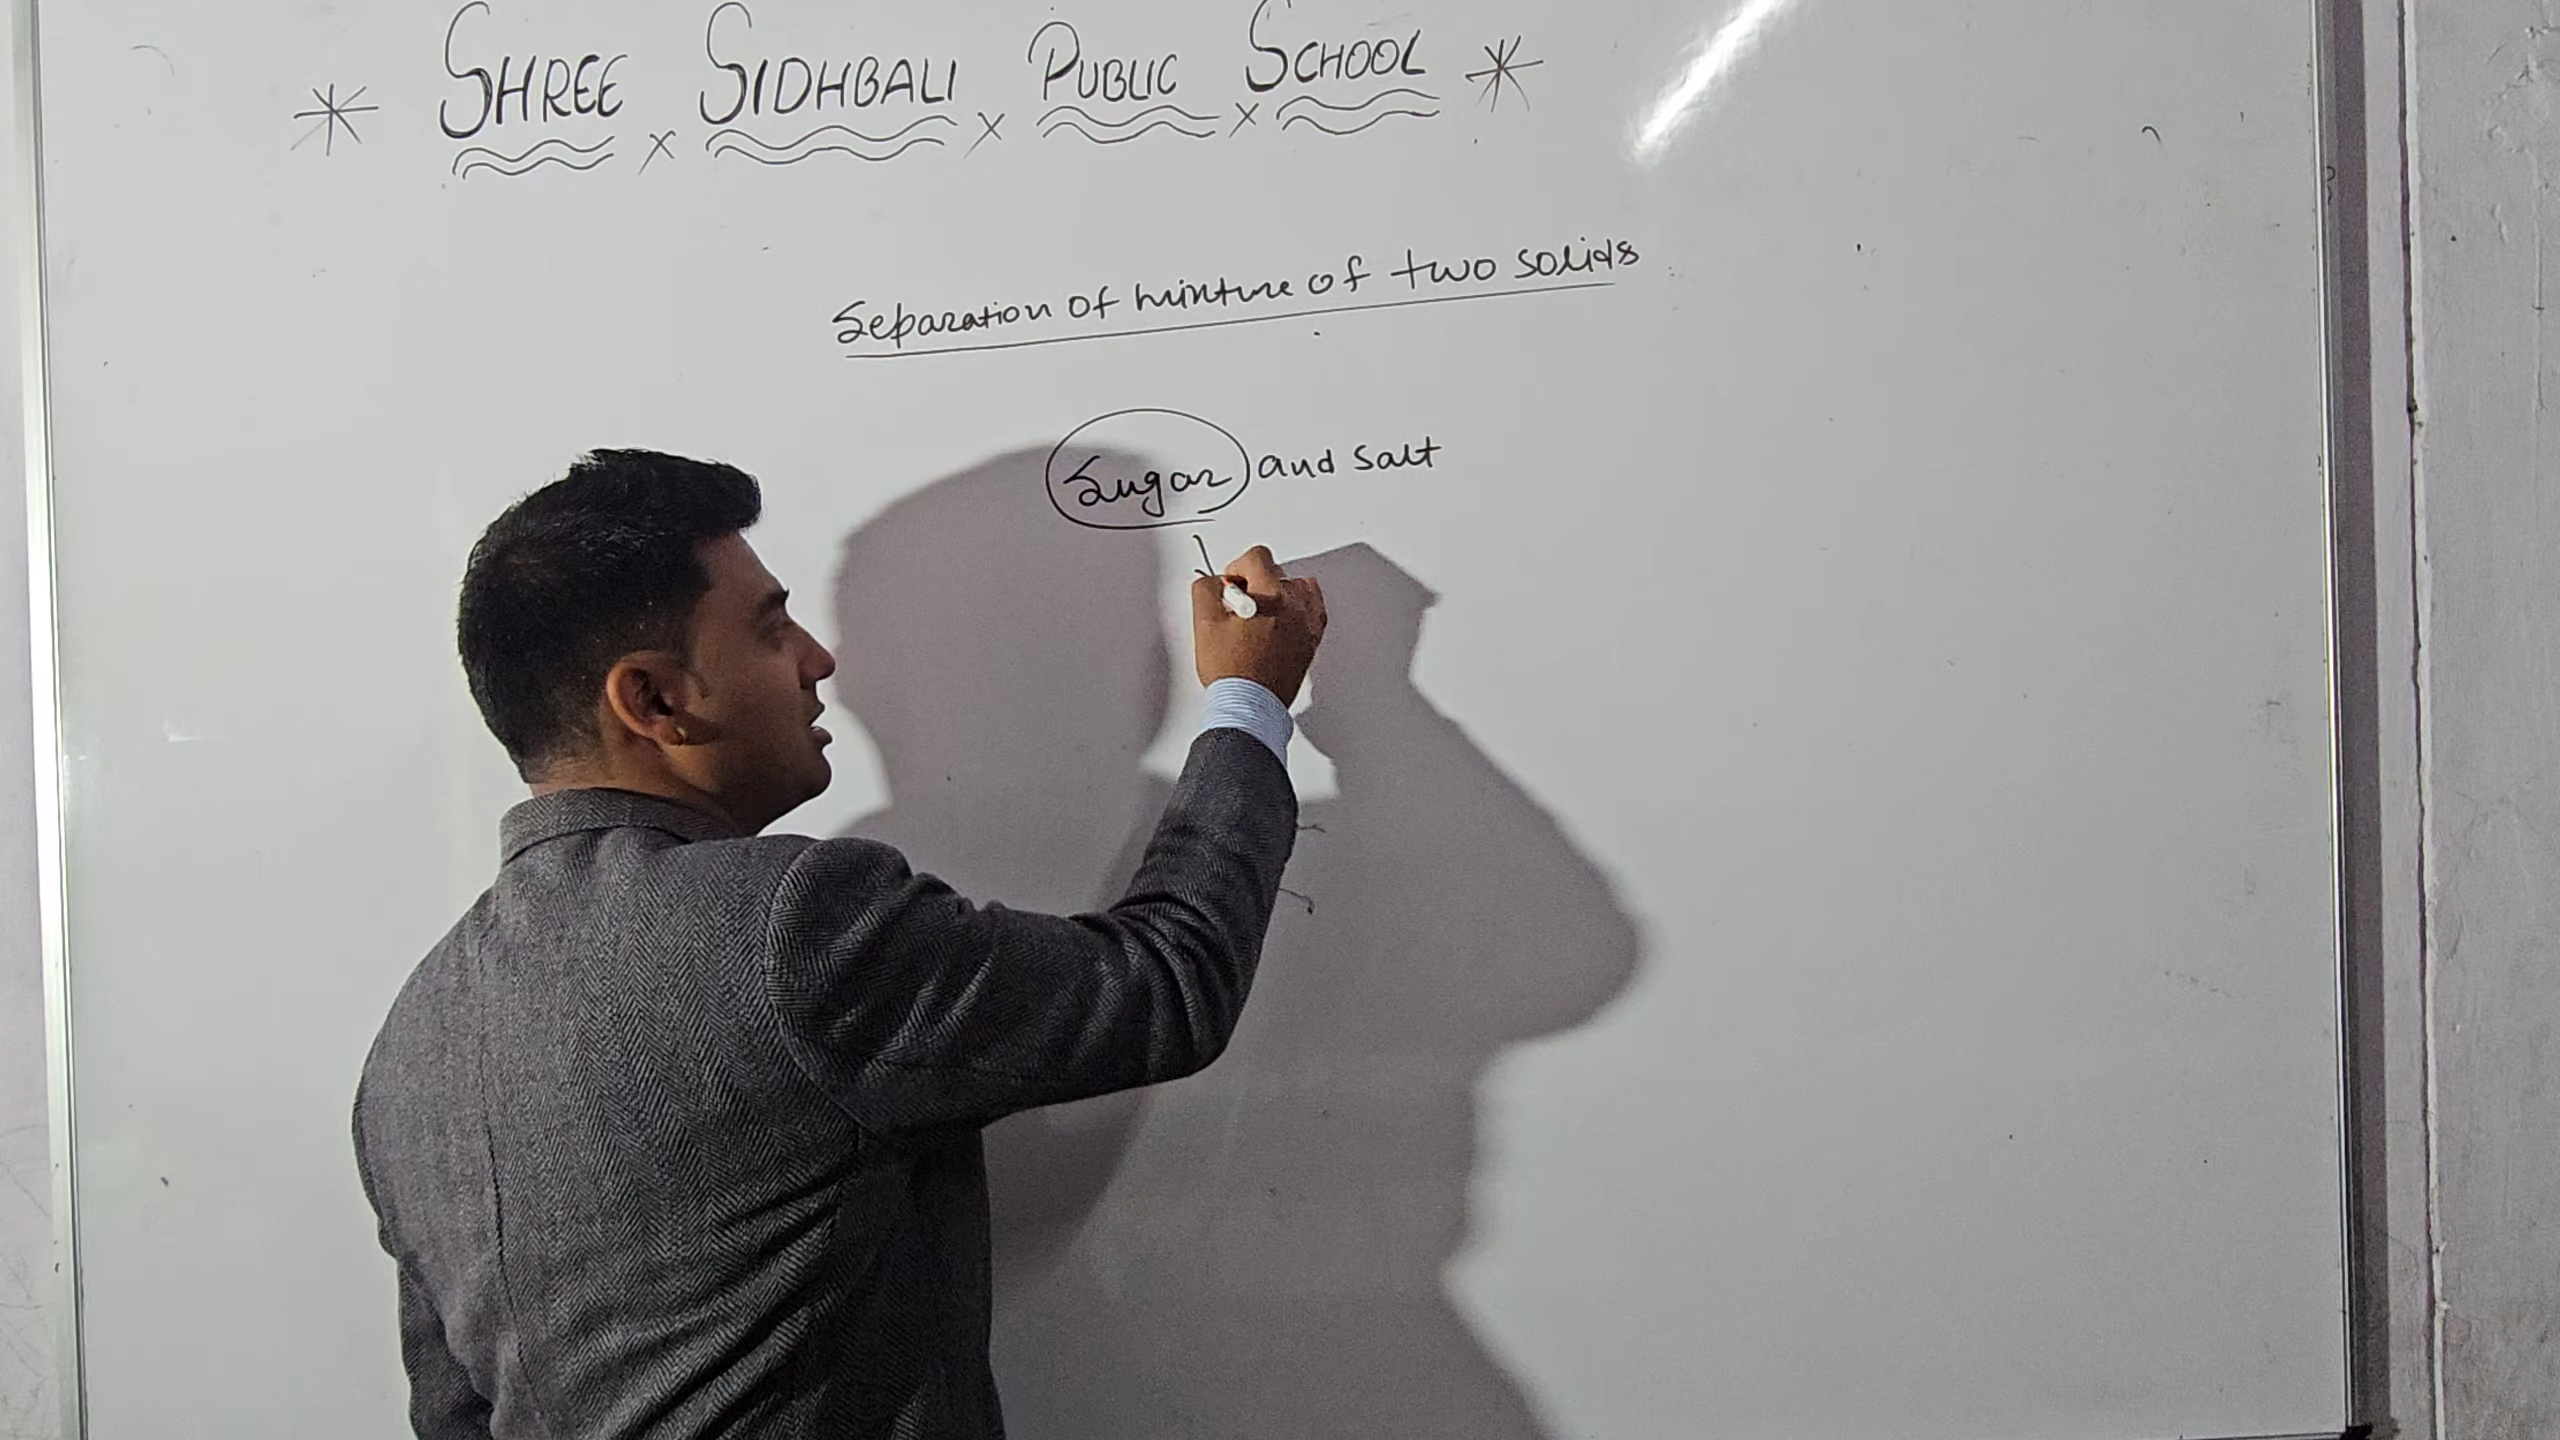 * SHREE SIDHBALI PUBLIC SCHOOL *
Separation of mixture of two solids
Sugar and salt